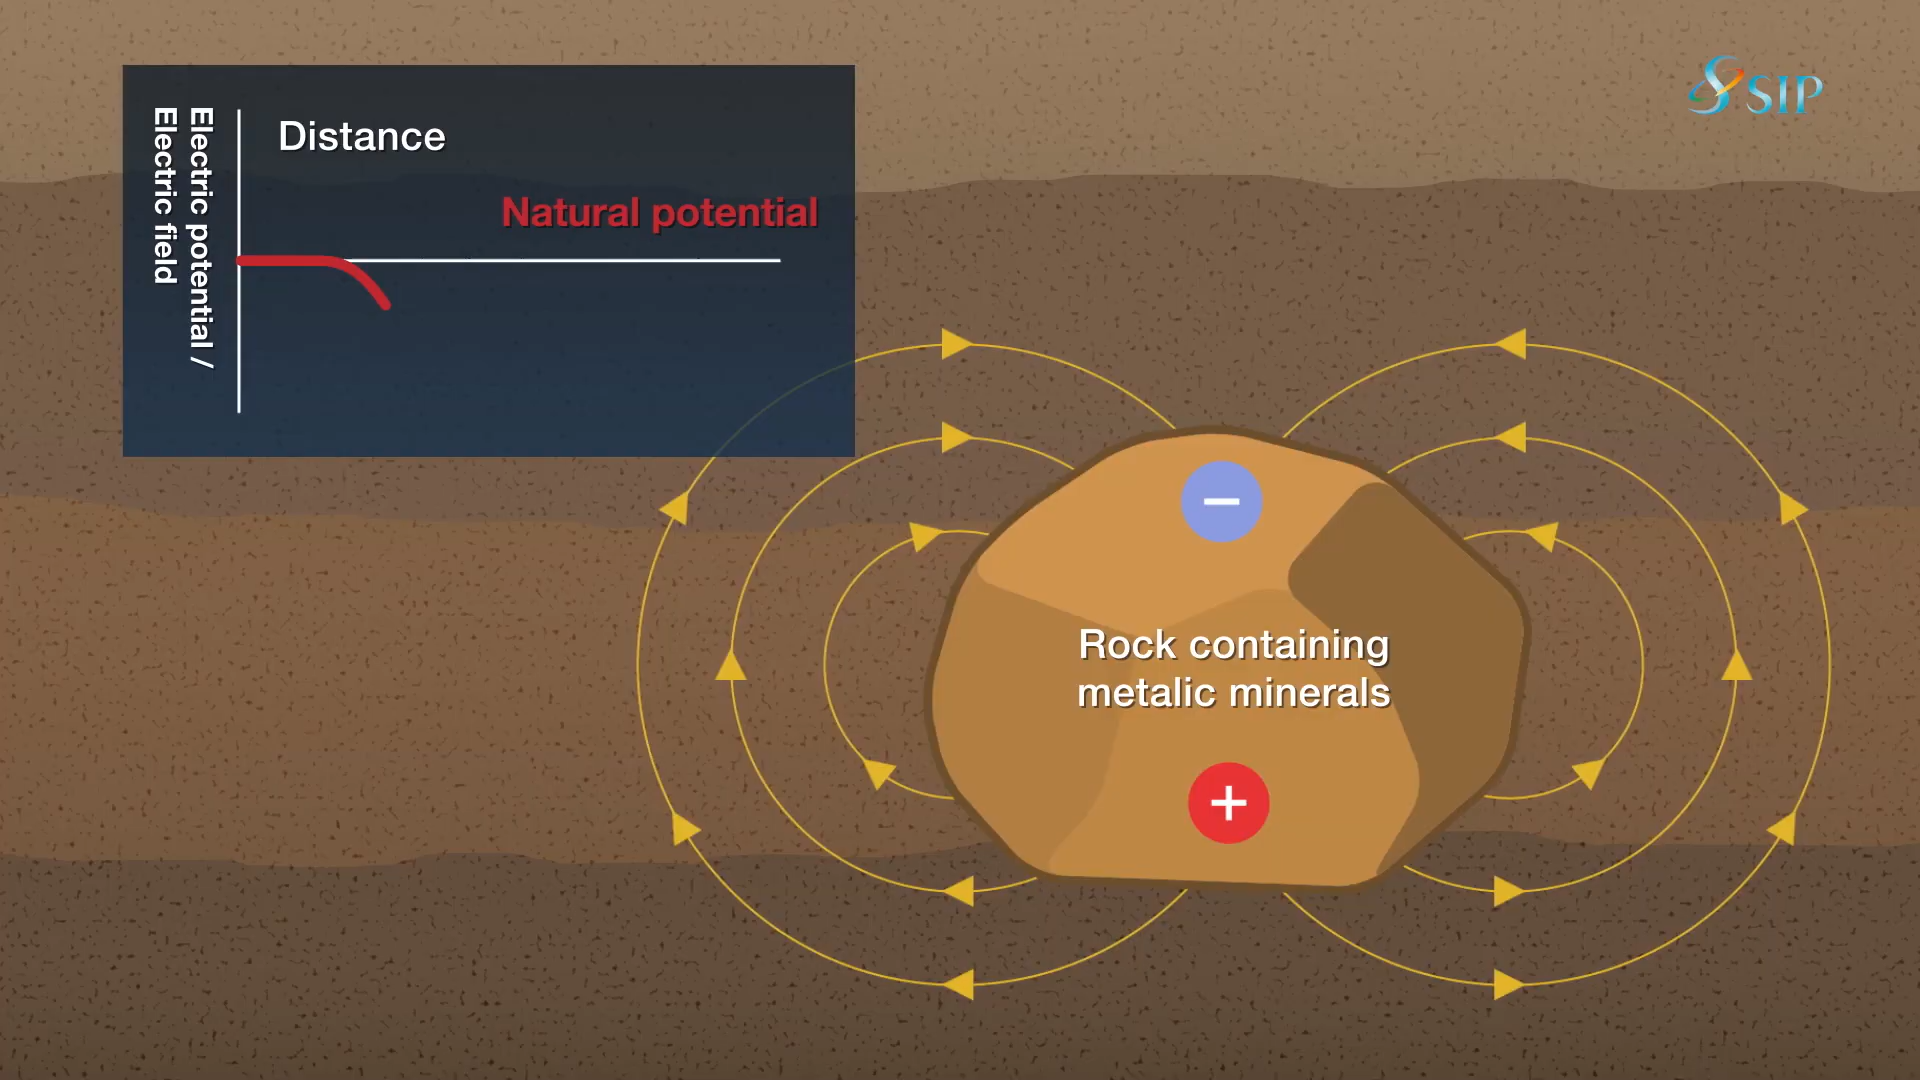 Electric potential /
Electric field
Distance
Natural potential
SIP
−
Rock containing
metalic minerals
+